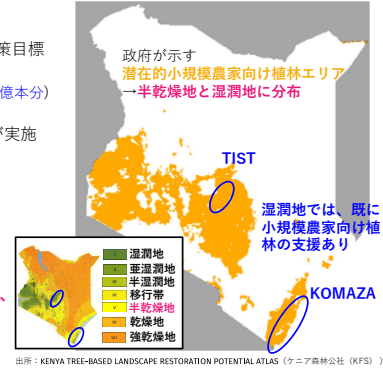 策目標
億本分）
が実施
、
政府が示す
潜在的小規模農家向け植林エリア
→半乾燥地と湿潤地に分布
TIST
湿潤地では、既に
小規模農家向け植
林の支援あり
KOMAZA
湿潤地
亜湿潤地
半湿潤地
移行帯
半乾燥地
乾燥地
強乾燥地
出所：KENYA TREE-BASED LANDSCAPE RESTORATION POTENTIAL ATLAS（ケニア森林公社（KFS））